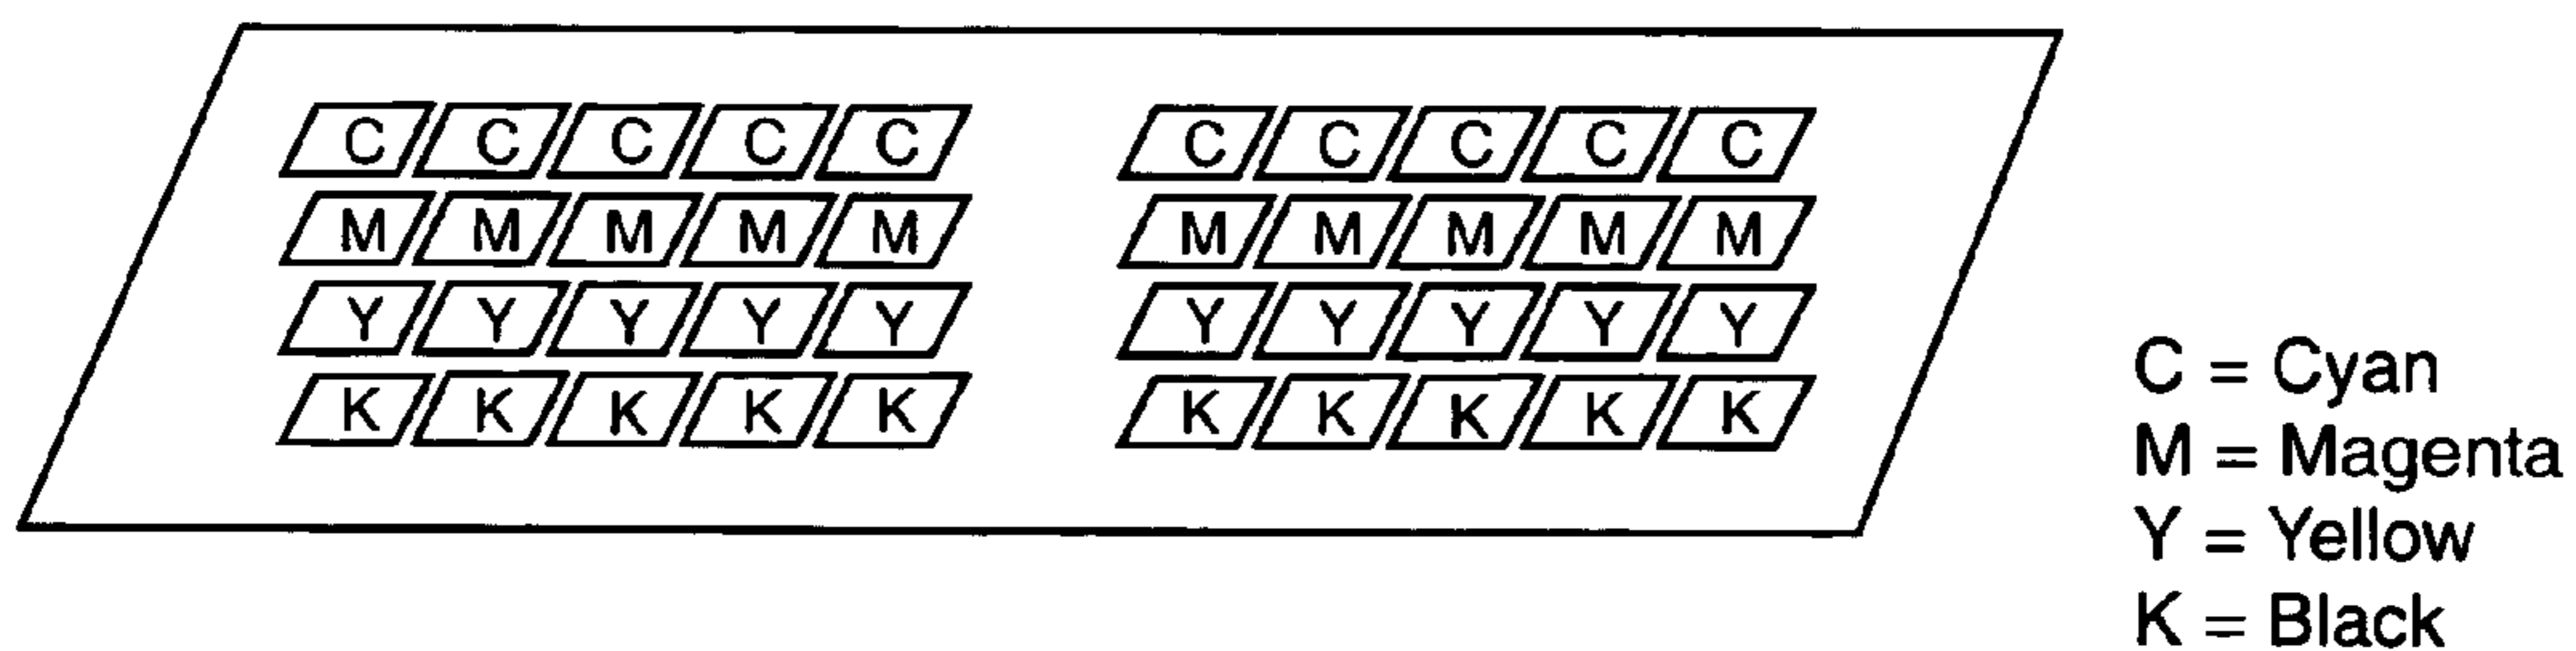 C C C C C C C C C C
M M M M M M M M M M
Y Y Y Y Y Y Y Y Y Y
K K K K K K K K K K
C = Cyan
M = Magenta
Y = Yellow
K = Black